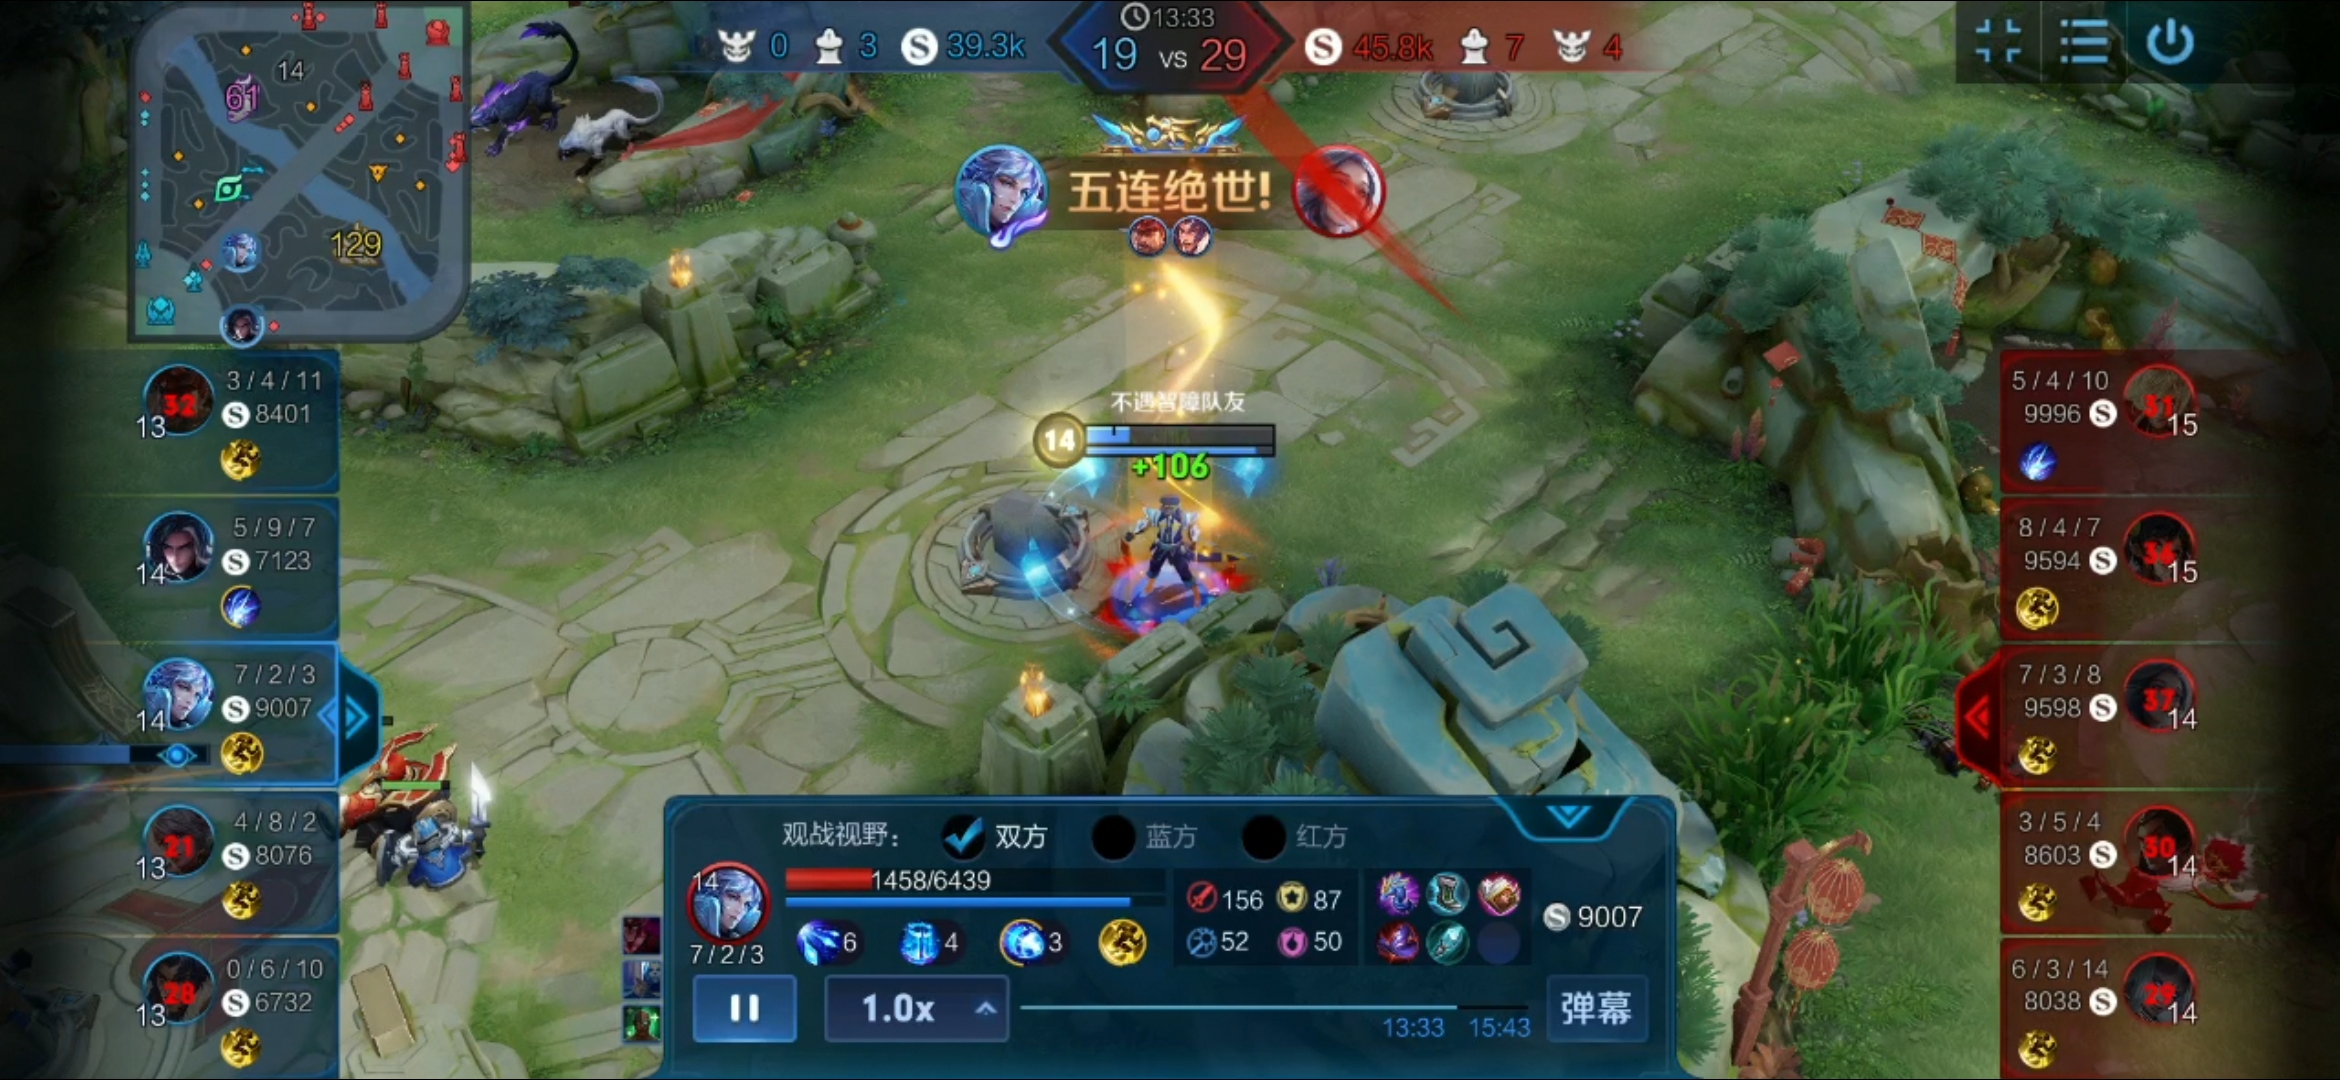 13:33
0 3 S 39.3k 19 vs 29 S 45.8k 7 4
14
61
129
五连绝世!
不遇智障队友
14
+106
32
13
3/4/11
S 8401
14
5/9/7
S 7123
14
7/2/3
S 9007
21
13
4/8/2
S 8076
28
13
0/6/10
S 6732
5/4/10
9996 S
31
15
8/4/7
9594 S
34
15
7/3/8
9598 S
37
14
3/5/4
8603 S
30
14
6/3/14
8038 S
29
14
观战视野: 双方 蓝方 红方
14
1458/6439
7/2/3
6 4 3
156 87
52 50
S 9007
1.0x
13:33 15:43
弹幕